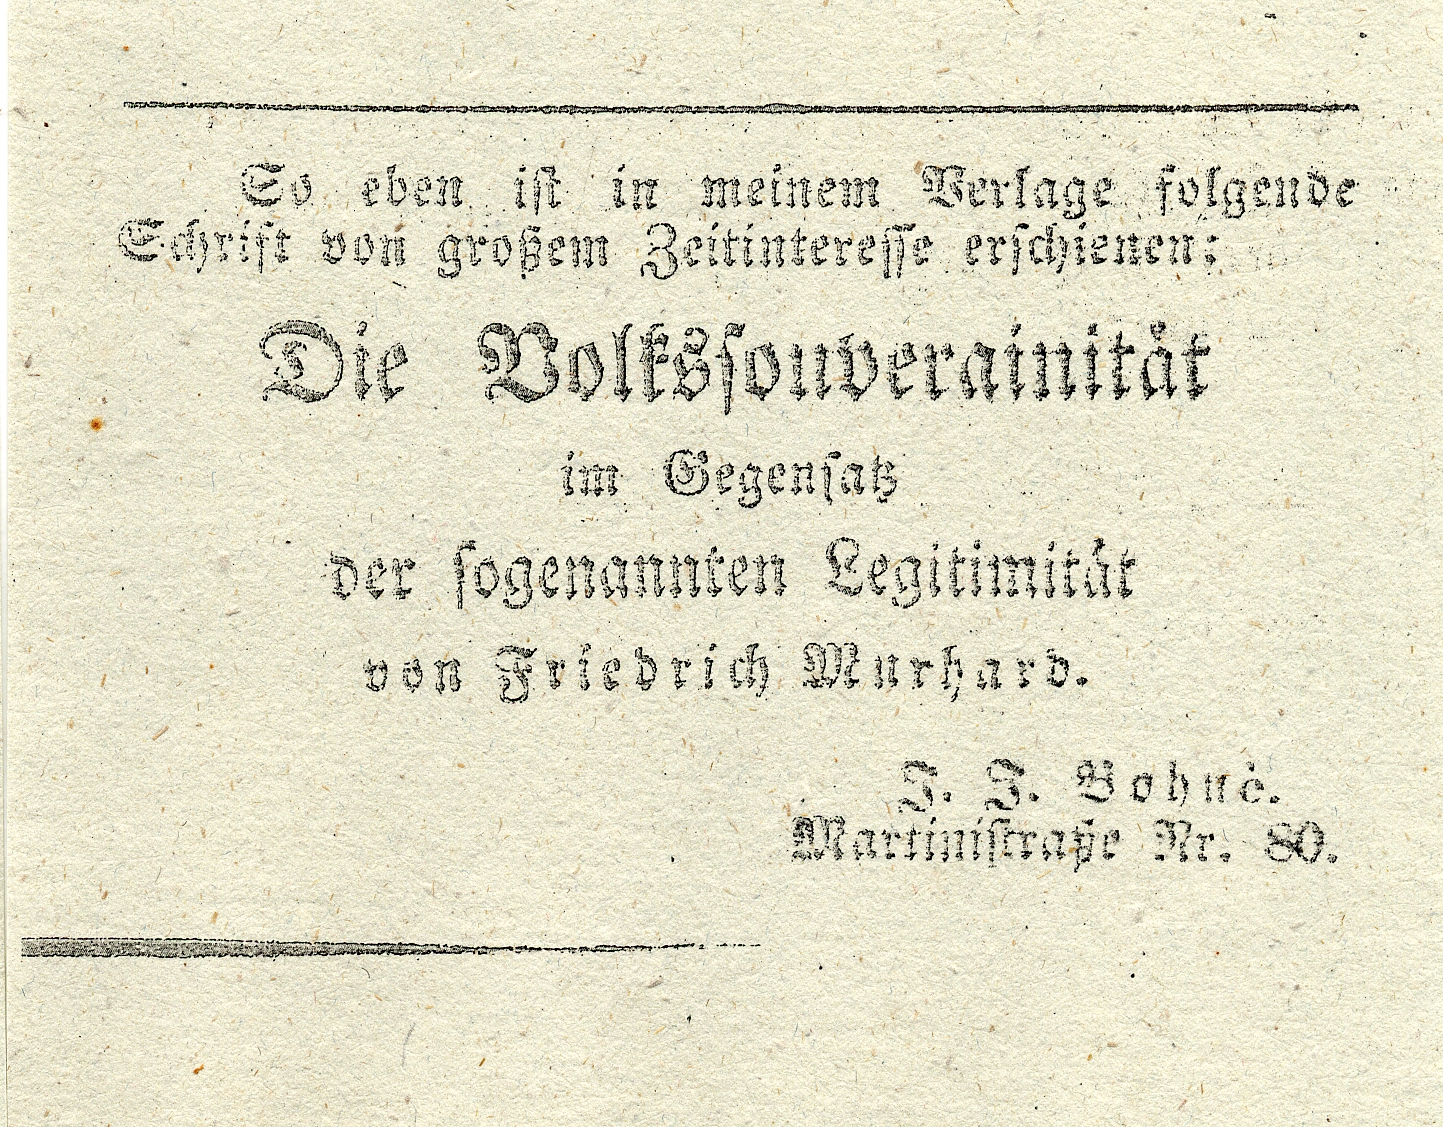 So eben ist in meinem Verlage folgende
Schrift von großem Zeitinteresse erschienen:
Die Volkssouverainität
im Gegensatz
der sogenannten Legitimität
von Friedrich Murhard.
J. J. Bohné.
Martinistraße Nr. 80.